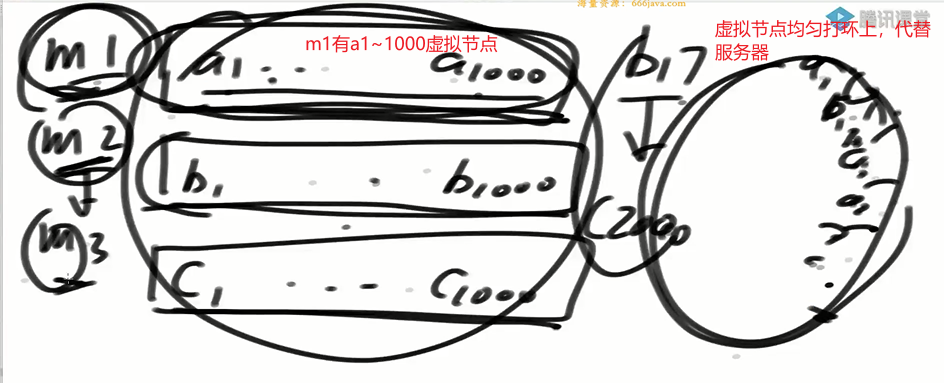 海量资源：666java.com
腾讯课堂
虚拟节点均匀打环上，代替
服务器
m1有a1~1000虚拟节点
m1 a1 a1000
b17
m2 b1 b1000
m3 C1 C1000
C2000
a1
b1
C1
a1